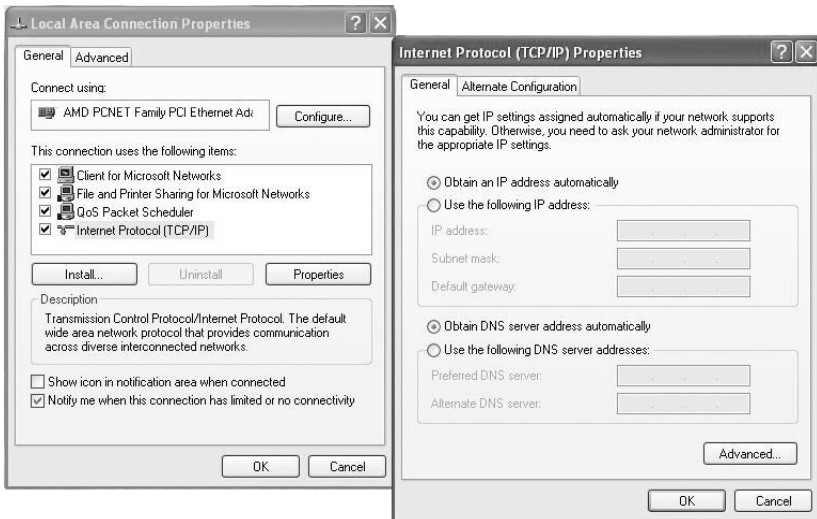 Local Area Connection Properties
General
Advanced
Connect using:
AMD PCNET Family PCI Ethernet Ada
Configure...
This connection uses the following items:
Client for Microsoft Networks
File and Printer Sharing for Microsoft Networks
QoS Packet Scheduler
Internet Protocol (TCP/IP)
Install...
Uninstall
Properties
Description
Transmission Control Protocol/Internet Protocol. The default
wide area network protocol that provides communication
across diverse interconnected networks.
Show icon in notification area when connected
Notify me when this connection has limited or no connectivity
OK
Cancel
Internet Protocol (TCP/IP) Properties
General
Alternate Configuration
You can get IP settings assigned automatically if your network supports
this capability. Otherwise, you need to ask your network administrator for
the appropriate IP settings.
Obtain an IP address automatically
Use the following IP address:
IP address:
Subnet mask:
Default gateway:
Obtain DNS server address automatically
Use the following DNS server addresses:
Preferred DNS server:
Alternate DNS server:
Advanced...
OK
Cancel